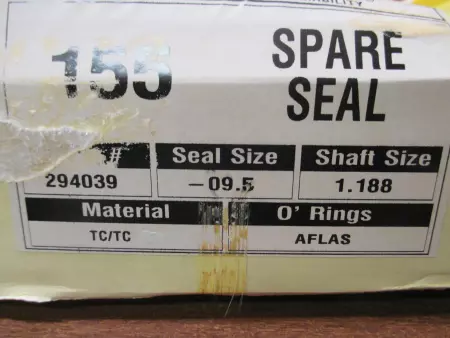 155
SPARE
SEAL
#
Seal Size
Shaft Size
294039
-09.5
1.188
Material
O' Rings
TC/TC
AFLAS